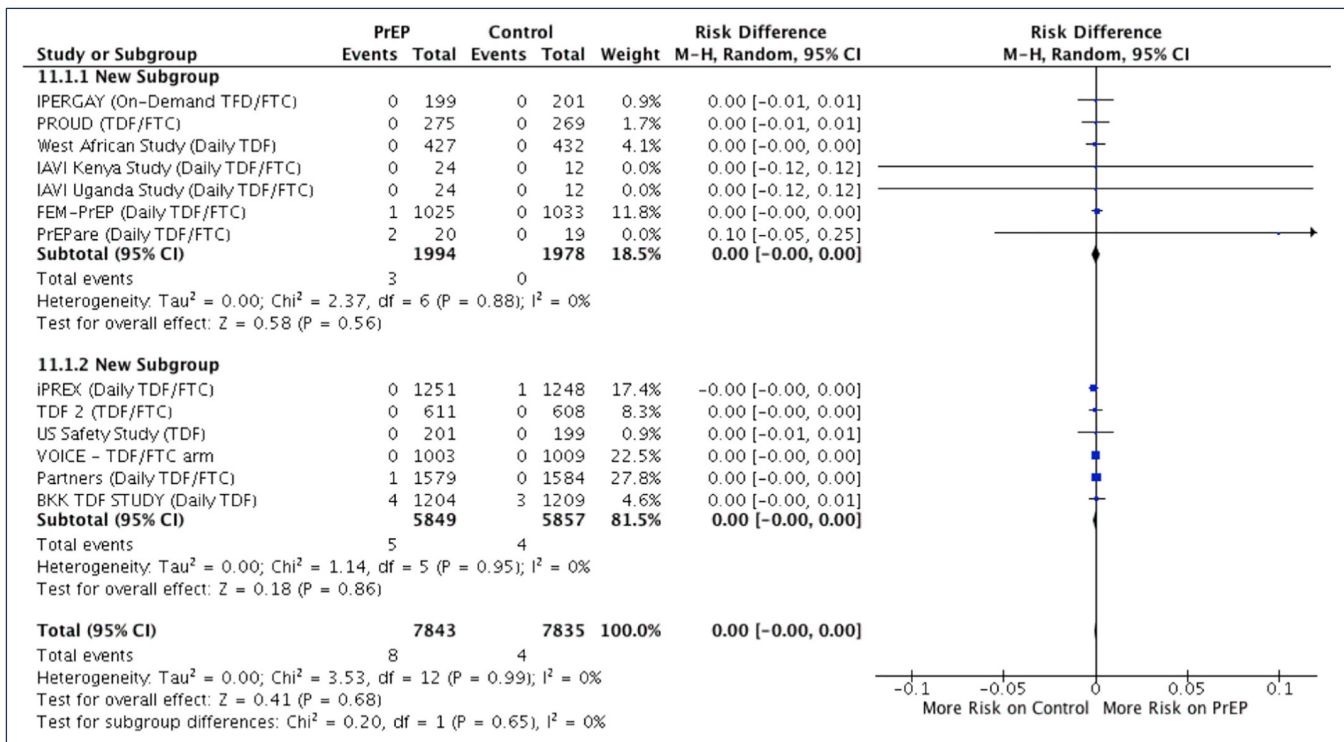 PrEP Control Risk Difference Risk Difference
Study or Subgroup Events Total Events Total Weight M-H, Random, 95% CI M-H, Random, 95% CI
11.1.1 New Subgroup
IPERGAY (On-Demand TFD/FTC) 0 199 0 201 0.9% 0.00 [-0.01, 0.01]
PROUD (TDF/FTC) 0 275 0 269 1.7% 0.00 [-0.01, 0.01]
West African Study (Daily TDF) 0 427 0 432 4.1% 0.00 [-0.00, 0.00]
IAVI Kenya Study (Daily TDF/FTC) 0 24 0 12 0.0% 0.00 [-0.12, 0.12]
IAVI Uganda Study (Daily TDF/FTC) 0 24 0 12 0.0% 0.00 [-0.12, 0.12]
FEM-PrEP (Daily TDF/FTC) 1 1025 0 1033 11.8% 0.00 [-0.00, 0.00]
PrEPare (Daily TDF/FTC) 2 20 0 19 0.0% 0.10 [-0.05, 0.25]
Subtotal (95% CI) 1994 1978 18.5% 0.00 [-0.00, 0.00]
Total events 3 0
Heterogeneity: Tau² = 0.00; Chi² = 2.37, df = 6 (P = 0.88); I² = 0%
Test for overall effect: Z = 0.58 (P = 0.56)
11.1.2 New Subgroup
iPREX (Daily TDF/FTC) 0 1251 1 1248 17.4% -0.00 [-0.00, 0.00]
TDF 2 (TDF/FTC) 0 611 0 608 8.3% 0.00 [-0.00, 0.00]
US Safety Study (TDF) 0 201 0 199 0.9% 0.00 [-0.01, 0.01]
VOICE - TDF/FTC arm 0 1003 0 1009 22.5% 0.00 [-0.00, 0.00]
Partners (Daily TDF/FTC) 1 1579 0 1584 27.8% 0.00 [-0.00, 0.00]
BKK TDF STUDY (Daily TDF) 4 1204 3 1209 4.6% 0.00 [-0.00, 0.01]
Subtotal (95% CI) 5849 5857 81.5% 0.00 [-0.00, 0.00]
Total events 5 4
Heterogeneity: Tau² = 0.00; Chi² = 1.14, df = 5 (P = 0.95); I² = 0%
Test for overall effect: Z = 0.18 (P = 0.86)
Total (95% CI) 7843 7835 100.0% 0.00 [-0.00, 0.00]
Total events 8 4
Heterogeneity: Tau² = 0.00; Chi² = 3.53, df = 12 (P = 0.99); I² = 0%
Test for overall effect: Z = 0.41 (P = 0.68)
Test for subgroup differences: Chi² = 0.20, df = 1 (P = 0.65), I² = 0%
-0.1 -0.05 0 0.05 0.1
More Risk on Control More Risk on PrEP